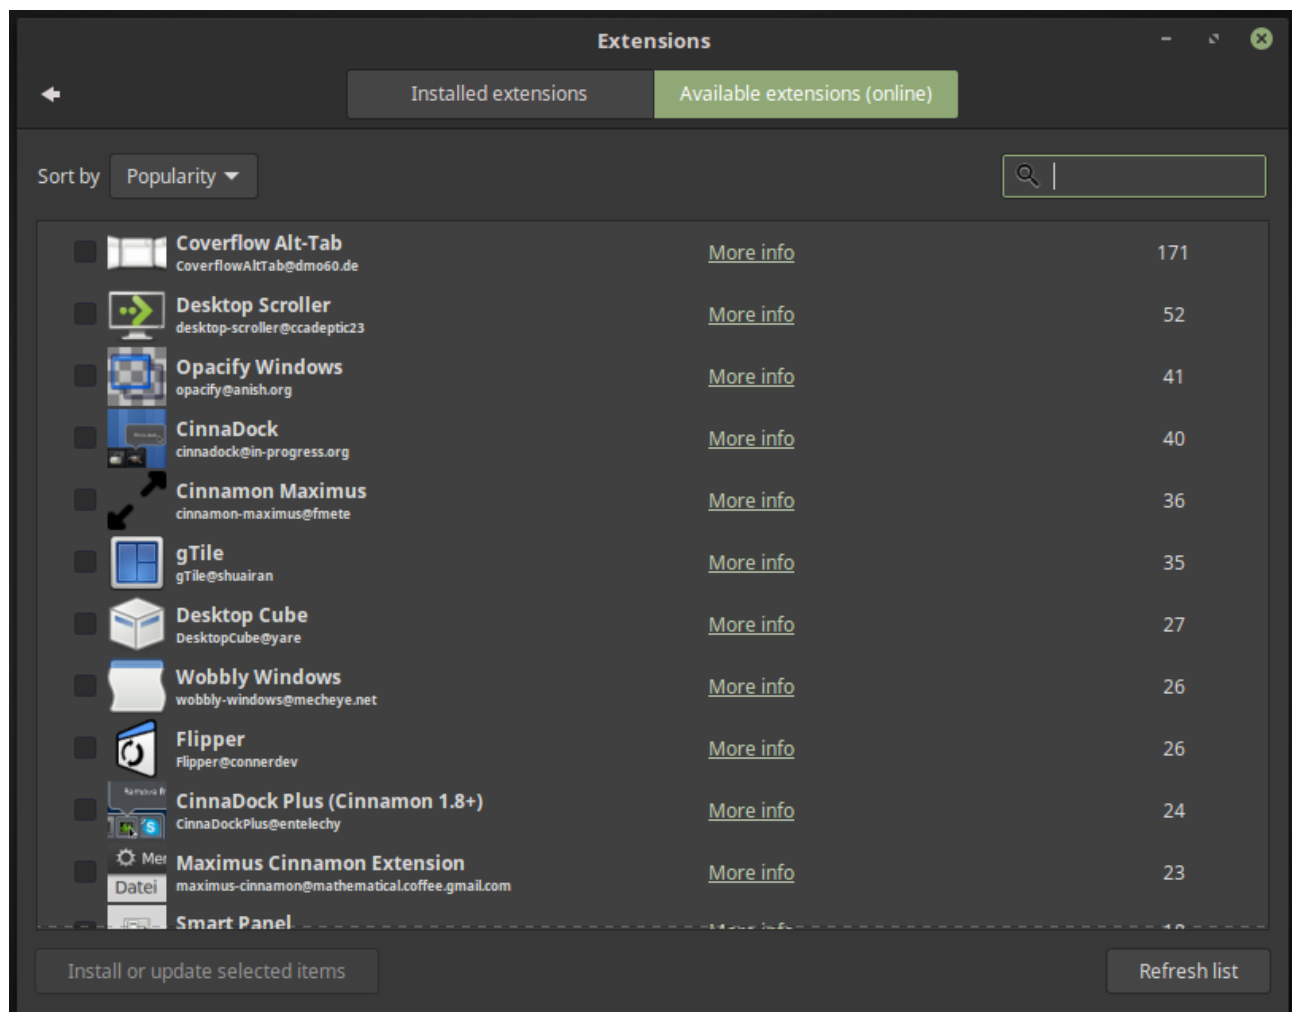 Extensions
Installed extensions
Available extensions (online)
Sort by
Popularity
Coverflow Alt-Tab
CoverflowAltTab@dmo60.de
More info
171
Desktop Scroller
desktop-scroller@ccadeptic23
More info
52
Opacify Windows
opacify@anish.org
More info
41
CinnaDock
cinnadock@in-progress.org
More info
40
Cinnamon Maximus
cinnamon-maximus@fmete
More info
36
gTile
gTile@shuairan
More info
35
Desktop Cube
DesktopCube@yare
More info
27
Wobbly Windows
wobbly-windows@mecheye.net
More info
26
Flipper
Flipper@connerdev
More info
26
Remove fr
CinnaDock Plus (Cinnamon 1.8+)
CinnaDockPlus@entelechy
More info
24
Me
Datei
Maximus Cinnamon Extension
maximus-cinnamon@mathematical.coffee.gmail.com
More info
23
Smart Panel
More info
Install or update selected items
Refresh list